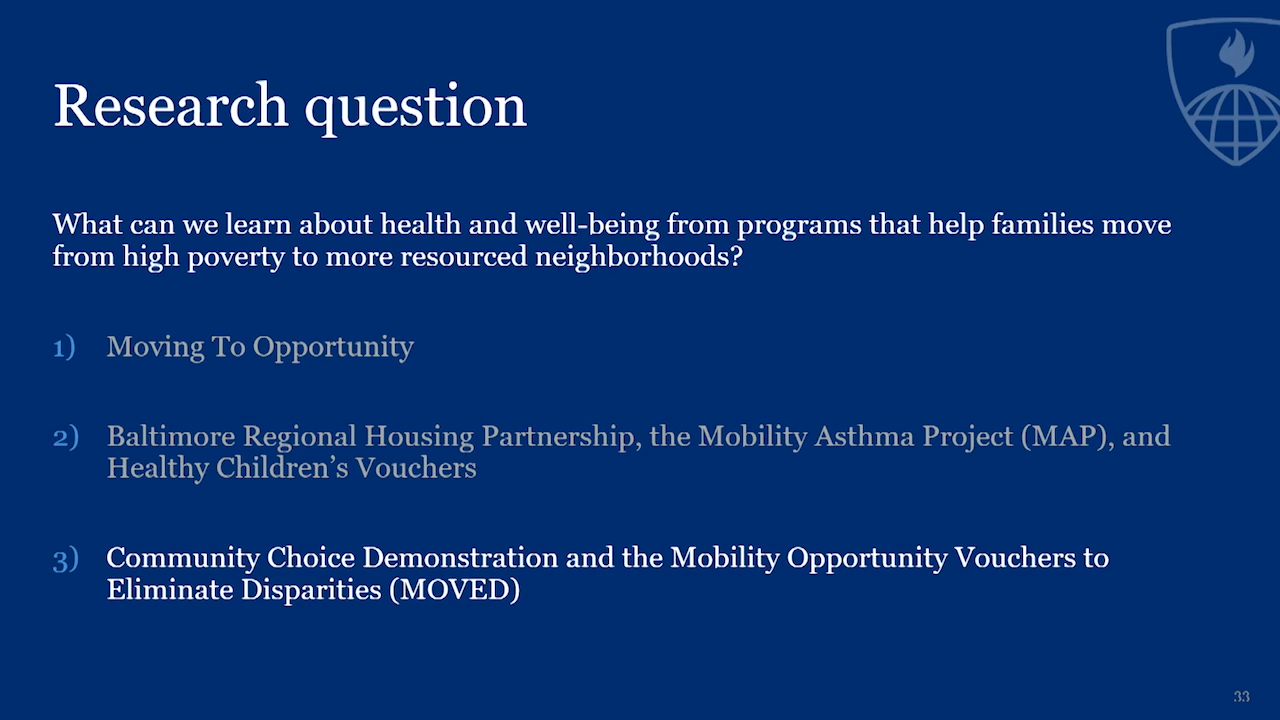 Research question
What can we learn about health and well-being from programs that help families move
from high poverty to more resourced neighborhoods?
1) Moving To Opportunity
2) Baltimore Regional Housing Partnership, the Mobility Asthma Project (MAP), and
Healthy Children’s Vouchers
3) Community Choice Demonstration and the Mobility Opportunity Vouchers to
Eliminate Disparities (MOVED)
33